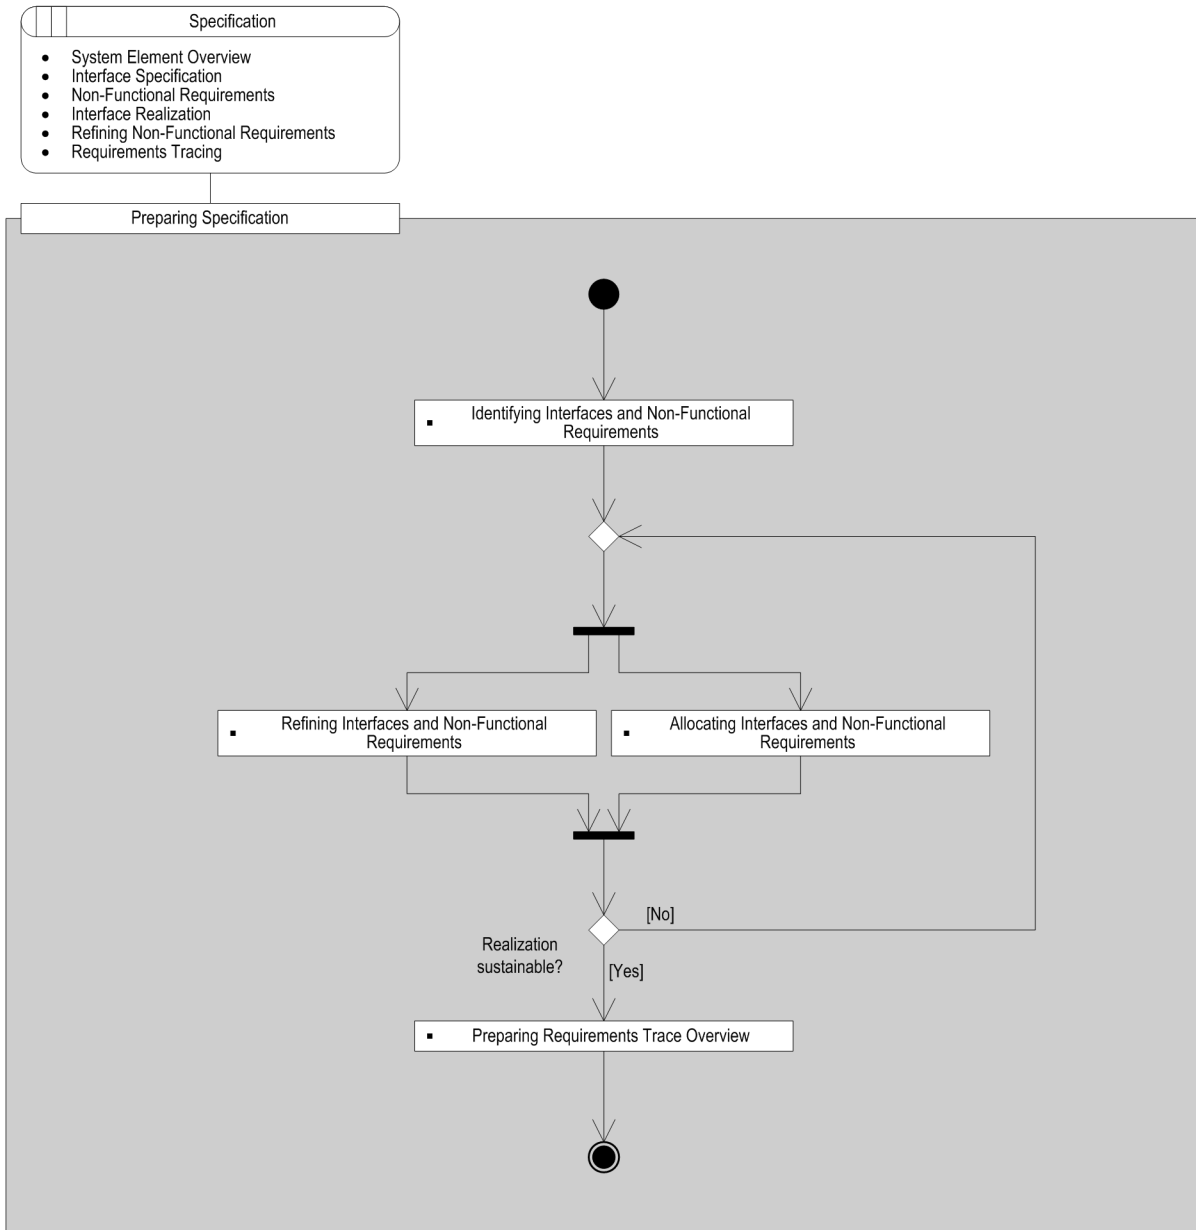 Specification
System Element Overview
Interface Specification
Non-Functional Requirements
Interface Realization
Refining Non-Functional Requirements
Requirements Tracing
Preparing Specification
Identifying Interfaces and Non-Functional
Requirements
Refining Interfaces and Non-Functional
Requirements
Allocating Interfaces and Non-Functional
Requirements
[No]
Realization
sustainable?
[Yes]
Preparing Requirements Trace Overview